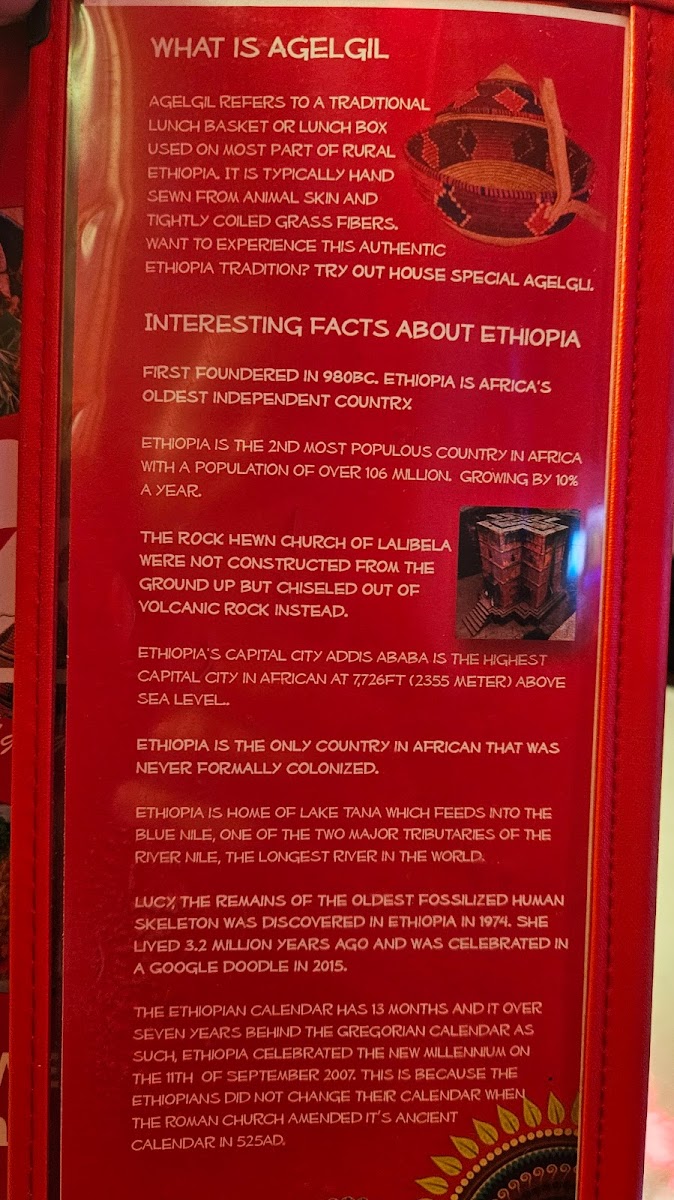 WHAT IS AGELGIL
AGELGIL REFERS TO A TRADITIONAL
LUNCH BASKET OR LUNCH BOX
USED ON MOST PART OF RURAL
ETHIOPIA. IT IS TYPICALLY HAND
SEWN FROM ANIMAL SKIN AND
TIGHTLY COILED GRASS FIBERS.
WANT TO EXPERIENCE THIS AUTHENTIC
ETHIOPIA TRADITION? TRY OUT HOUSE SPECIAL AGELGLI.
INTERESTING FACTS ABOUT ETHIOPIA
FIRST FOUNDERED IN 980BC. ETHIOPIA IS AFRICA'S
OLDEST INDEPENDENT COUNTRY.
ETHIOPIA IS THE 2ND MOST POPULOUS COUNTRY IN AFRICA
WITH A POPULATION OF OVER 106 MILLION. GROWING BY 10%
A YEAR.
THE ROCK HEWN CHURCH OF LALIBELA
WERE NOT CONSTRUCTED FROM THE
GROUND UP BUT CHISELED OUT OF
VOLCANIC ROCK INSTEAD.
ETHIOPIA'S CAPITAL CITY ADDIS ABABA IS THE HIGHEST
CAPITAL CITY IN AFRICAN AT 7,726FT (2355 METER) ABOVE
SEA LEVEL..
ETHIOPIA IS THE ONLY COUNTRY IN AFRICAN THAT WAS
NEVER FORMALLY COLONIZED.
ETHIOPIA IS HOME OF LAKE TANA WHICH FEEDS INTO THE
BLUE NILE, ONE OF THE TWO MAJOR TRIBUTARIES OF THE
RIVER NILE, THE LONGEST RIVER IN THE WORLD.
LUCY, THE REMAINS OF THE OLDEST FOSSILIZED HUMAN
SKELETON WAS DISCOVERED IN ETHIOPIA IN 1974. SHE
LIVED 3.2 MILLION YEARS AGO AND WAS CELEBRATED IN
A GOOGLE DOODLE IN 2015.
THE ETHIOPIAN CALENDAR HAS 13 MONTHS AND IT OVER
SEVEN YEARS BEHIND THE GREGORIAN CALENDAR AS
SUCH, ETHIOPIA CELEBRATED THE NEW MILLENNIUM ON
THE 11TH OF SEPTEMBER 2007. THIS IS BECAUSE THE
ETHIOPIANS DID NOT CHANGE THEIR CALENDAR WHEN
THE ROMAN CHURCH AMENDED IT'S ANCIENT
CALENDAR IN 525AD.